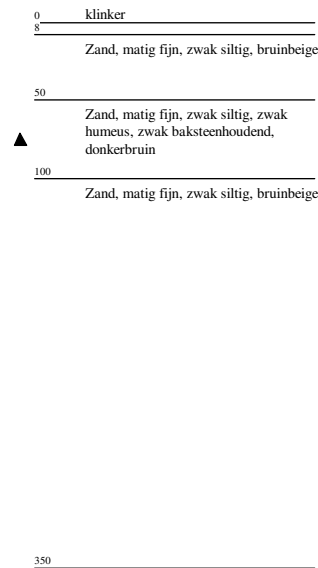 0 klinker
8
Zand, matig fijn, zwak siltig, bruinbeige
50
Zand, matig fijn, zwak siltig, zwak
humeus, zwak baksteenhoudend,
donkerbruin
100
Zand, matig fijn, zwak siltig, bruinbeige
350